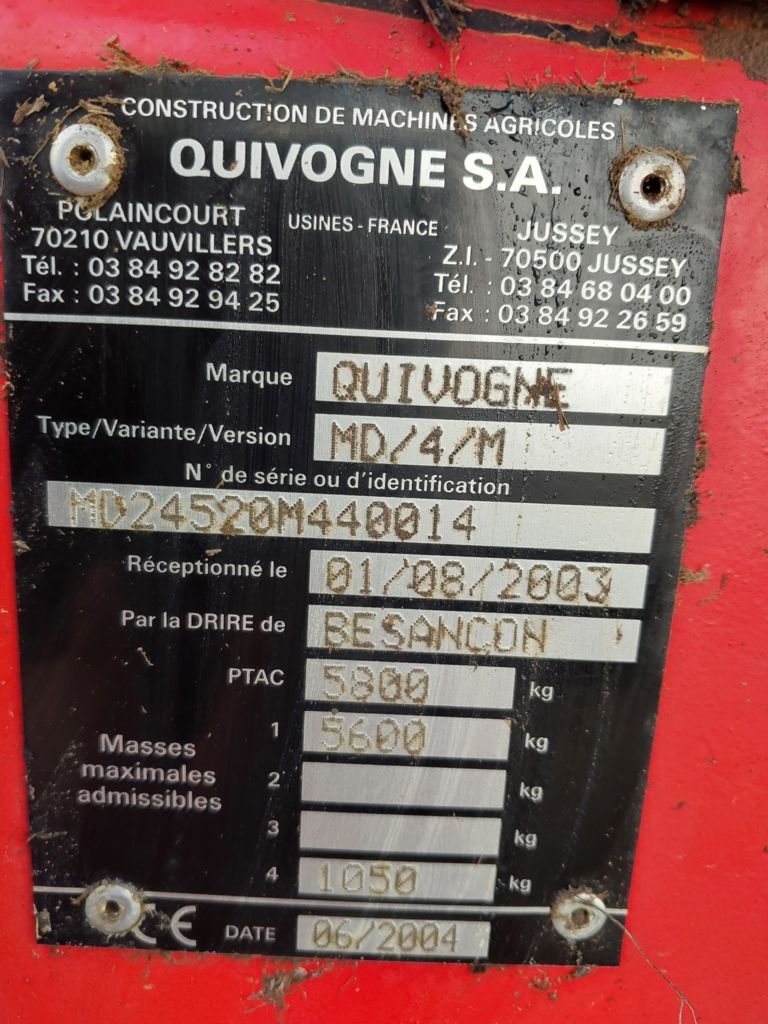 CONSTRUCTION DE MACHINES AGRICOLES
QUIVOGNE S.A.
POLAINCOURT
70210 VAUVILLERS
Tél. : 03 84 92 82 82
Fax : 03 84 92 94 25
USINES - FRANCE
JUSSEY
Z.I. - 70500 JUSSEY
Tél. : 03 84 68 04 00
Fax : 03 84 92 26 59
Marque QUIVOGNE
Type/Variante/Version MD/4/M
N° de série ou d'identification
MD24520M440014
Réceptionné le 01/08/2003
Par la DRIRE de BESANCON
PTAC 5800 kg
Masses maximales admissibles
1 5600 kg
2 kg
3 kg
4 1050 kg
CE DATE 06/2004